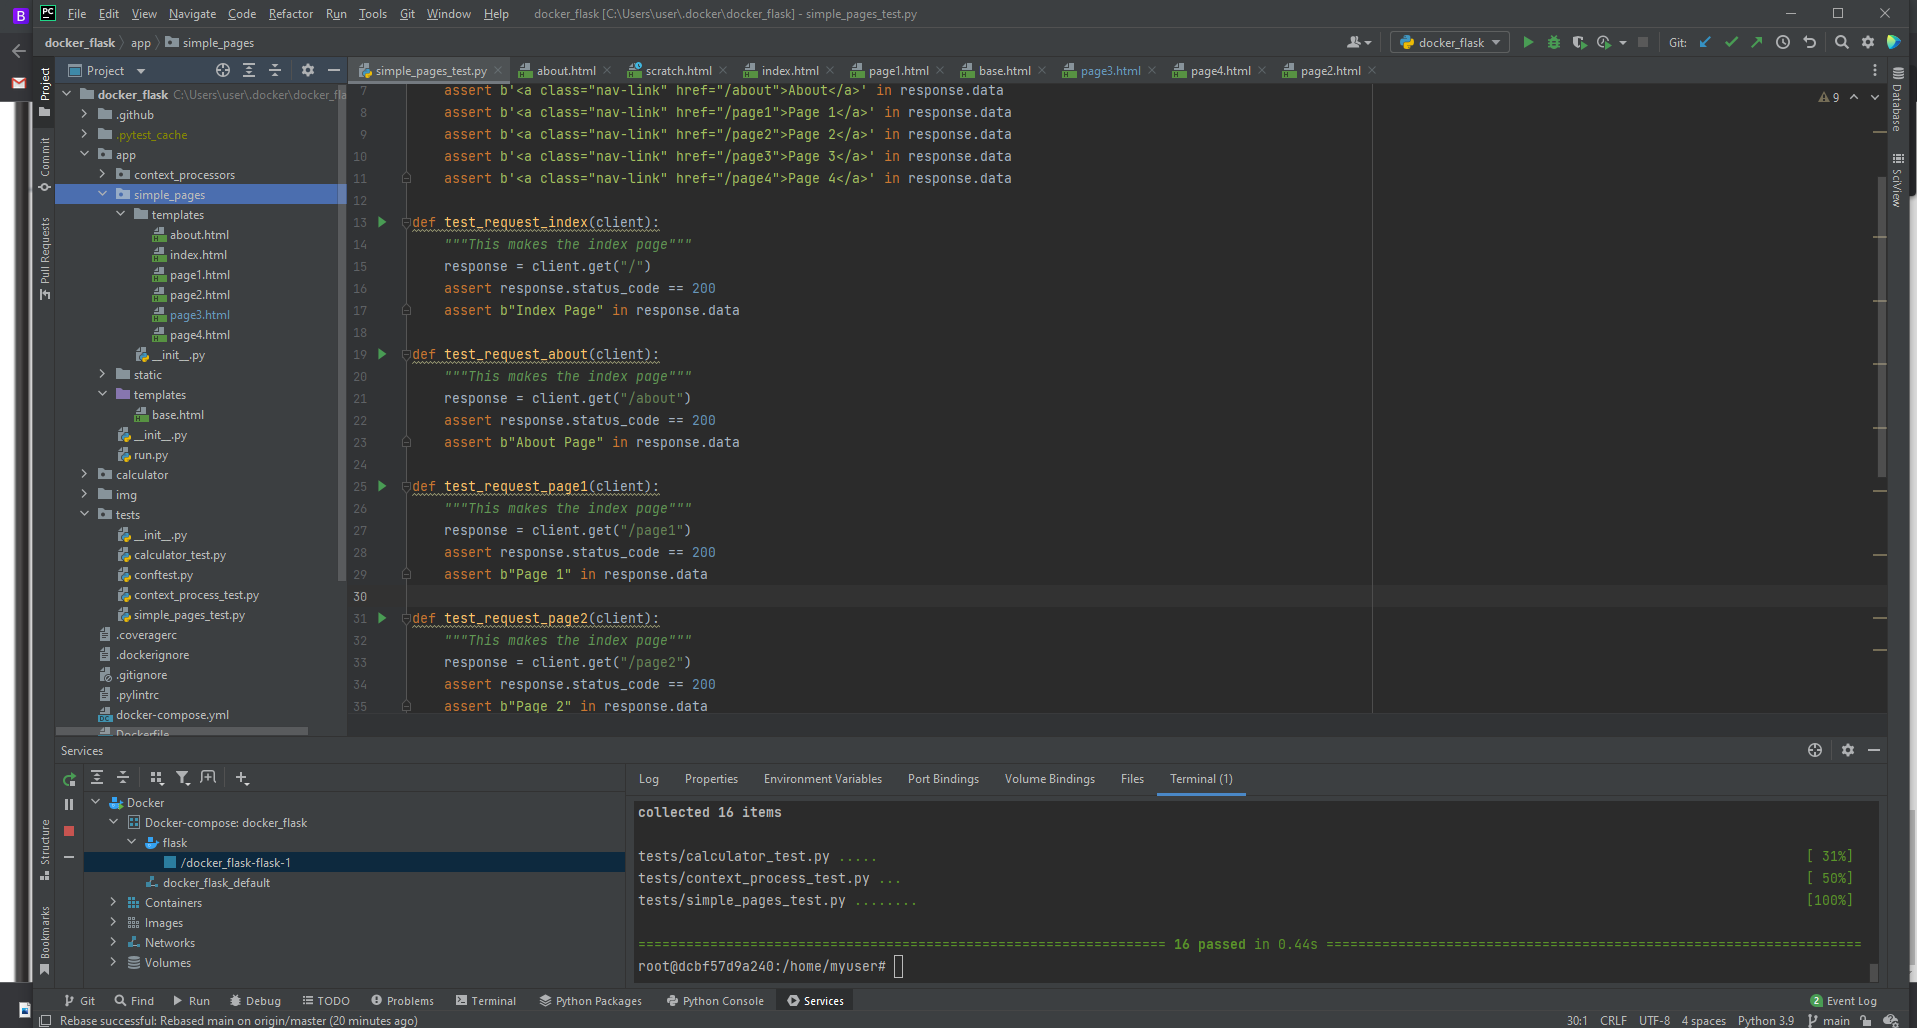 File Edit View Navigate Code Refactor Run Tools Git Window Help docker_flask [C:\Users\user\.docker\docker_flask] - simple_pages_test.py
docker_flask app simple_pages docker_flask Git:
Project
simple_pages_test.py about.html scratch.html index.html page1.html base.html page3.html page4.html page2.html
Project
Commit
Pull Requests
docker_flask C:\Users\user\.docker\docker_fla
.github
.pytest_cache
app
context_processors
simple_pages
templates
about.html
index.html
page1.html
page2.html
page3.html
page4.html
__init__.py
static
templates
base.html
__init__.py
run.py
calculator
img
tests
__init__.py
calculator_test.py
conftest.py
context_process_test.py
simple_pages_test.py
.coveragerc
.dockerignore
.gitignore
.pylintrc
docker-compose.yml
Dockerfile
7 assert b'<a class="nav-link" href="/about">About</a>' in response.data
8 assert b'<a class="nav-link" href="/page1">Page 1</a>' in response.data
9 assert b'<a class="nav-link" href="/page2">Page 2</a>' in response.data
10 assert b'<a class="nav-link" href="/page3">Page 3</a>' in response.data
11 assert b'<a class="nav-link" href="/page4">Page 4</a>' in response.data
12
13 def test_request_index(client):
14 """This makes the index page"""
15 response = client.get("/")
16 assert response.status_code == 200
17 assert b"Index Page" in response.data
18
19 def test_request_about(client):
20 """This makes the index page"""
21 response = client.get("/about")
22 assert response.status_code == 200
23 assert b"About Page" in response.data
24
25 def test_request_page1(client):
26 """This makes the index page"""
27 response = client.get("/page1")
28 assert response.status_code == 200
29 assert b"Page 1" in response.data
30
31 def test_request_page2(client):
32 """This makes the index page"""
33 response = client.get("/page2")
34 assert response.status_code == 200
35 assert b"Page 2" in response.data
9
Database
SciView
Services
Structure
Bookmarks
Docker
Docker-compose: docker_flask
flask
/docker_flask-flask-1
docker_flask_default
Containers
Images
Networks
Volumes
Log Properties Environment Variables Port Bindings Volume Bindings Files Terminal (1)
collected 16 items
tests/calculator_test.py ..... [ 31%]
tests/context_process_test.py ... [ 50%]
tests/simple_pages_test.py ........ [100%]
================================================================== 16 passed in 0.44s ===================================================================
root@dcbf57d9a240:/home/myuser#
Git Find Run Debug TODO Problems Terminal Python Packages Python Console Services 2 Event Log
Rebase successful: Rebased main on origin/master (20 minutes ago) 30:1 CRLF UTF-8 4 spaces Python 3.9 main